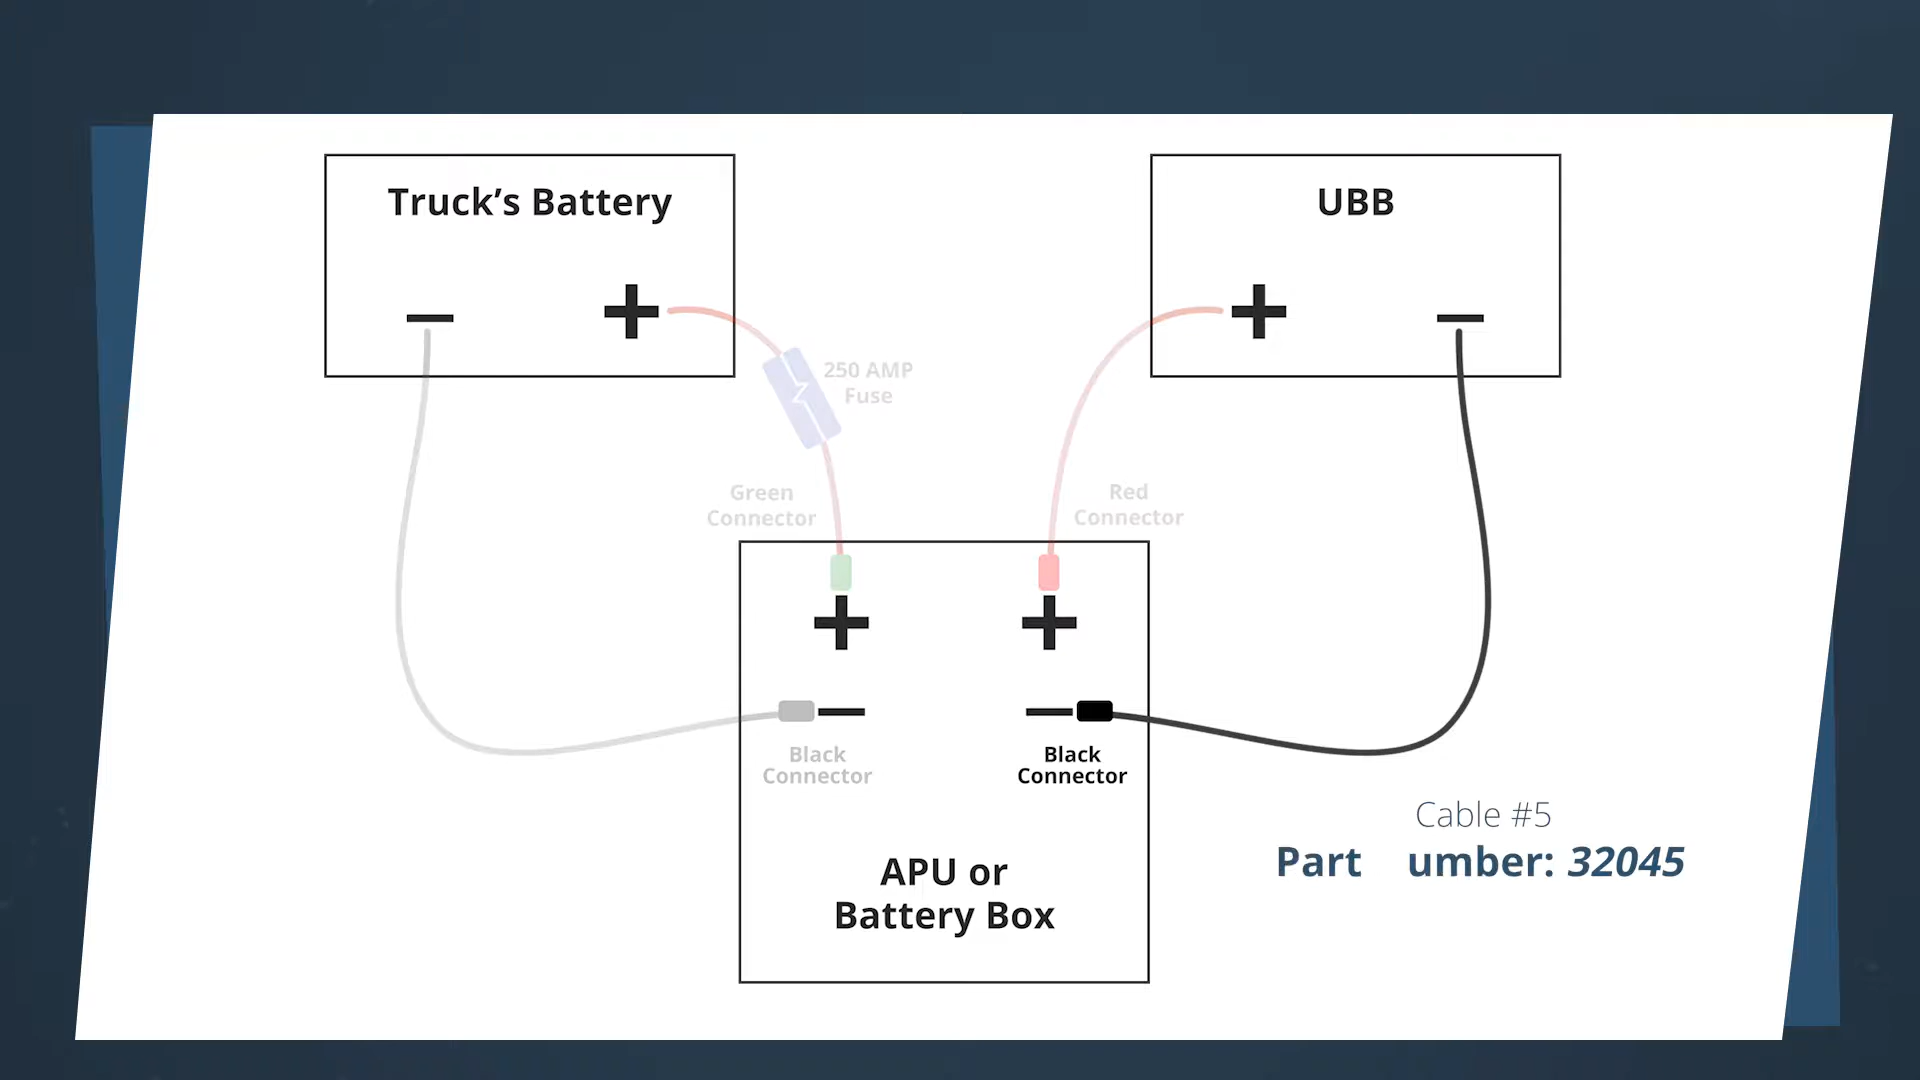 Truck’s Battery
UBB
250 AMP
Fuse
Green
Connector
Red
Connector
Black
Connector
Black
Connector
APU or
Battery Box
Cable #5
Part umber: 32045